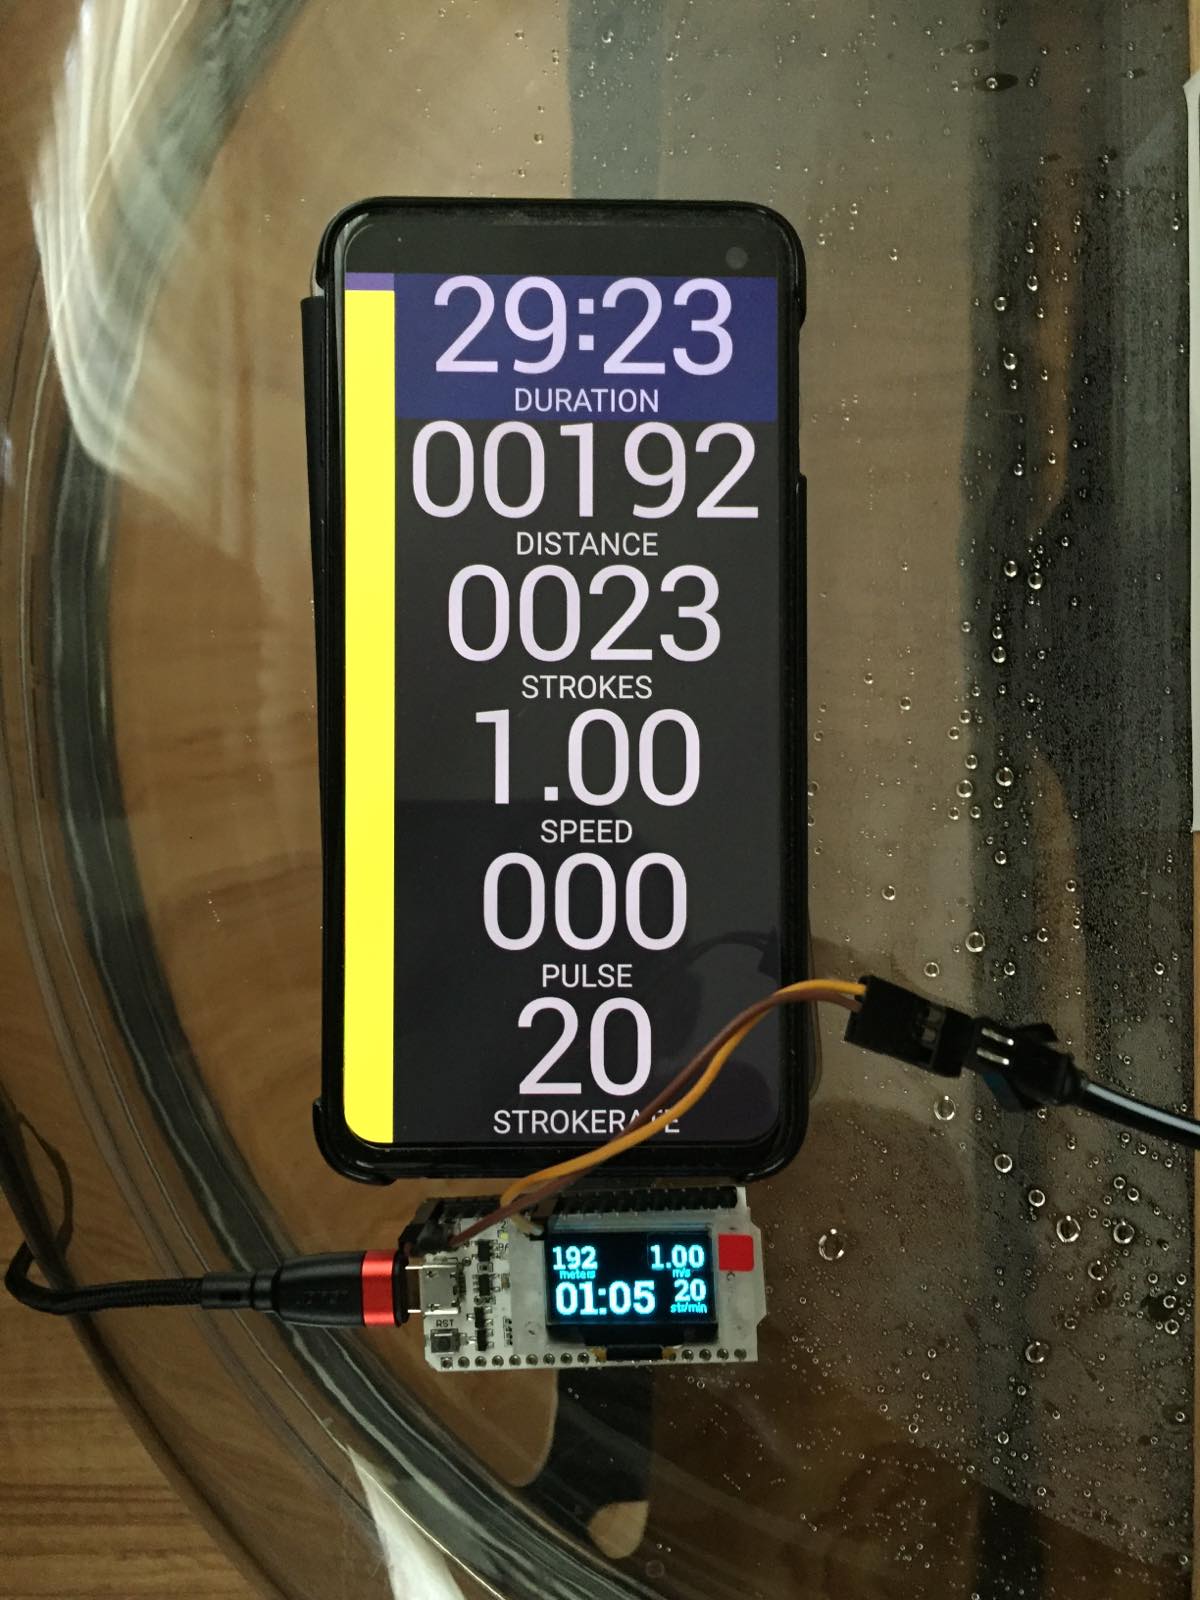 29:23
DURATION
00192
DISTANCE
0023
STROKES
1.00
SPEED
000
PULSE
20
STROKERATE
192 1.00
meters m/s
01:05 20
str/min
RST